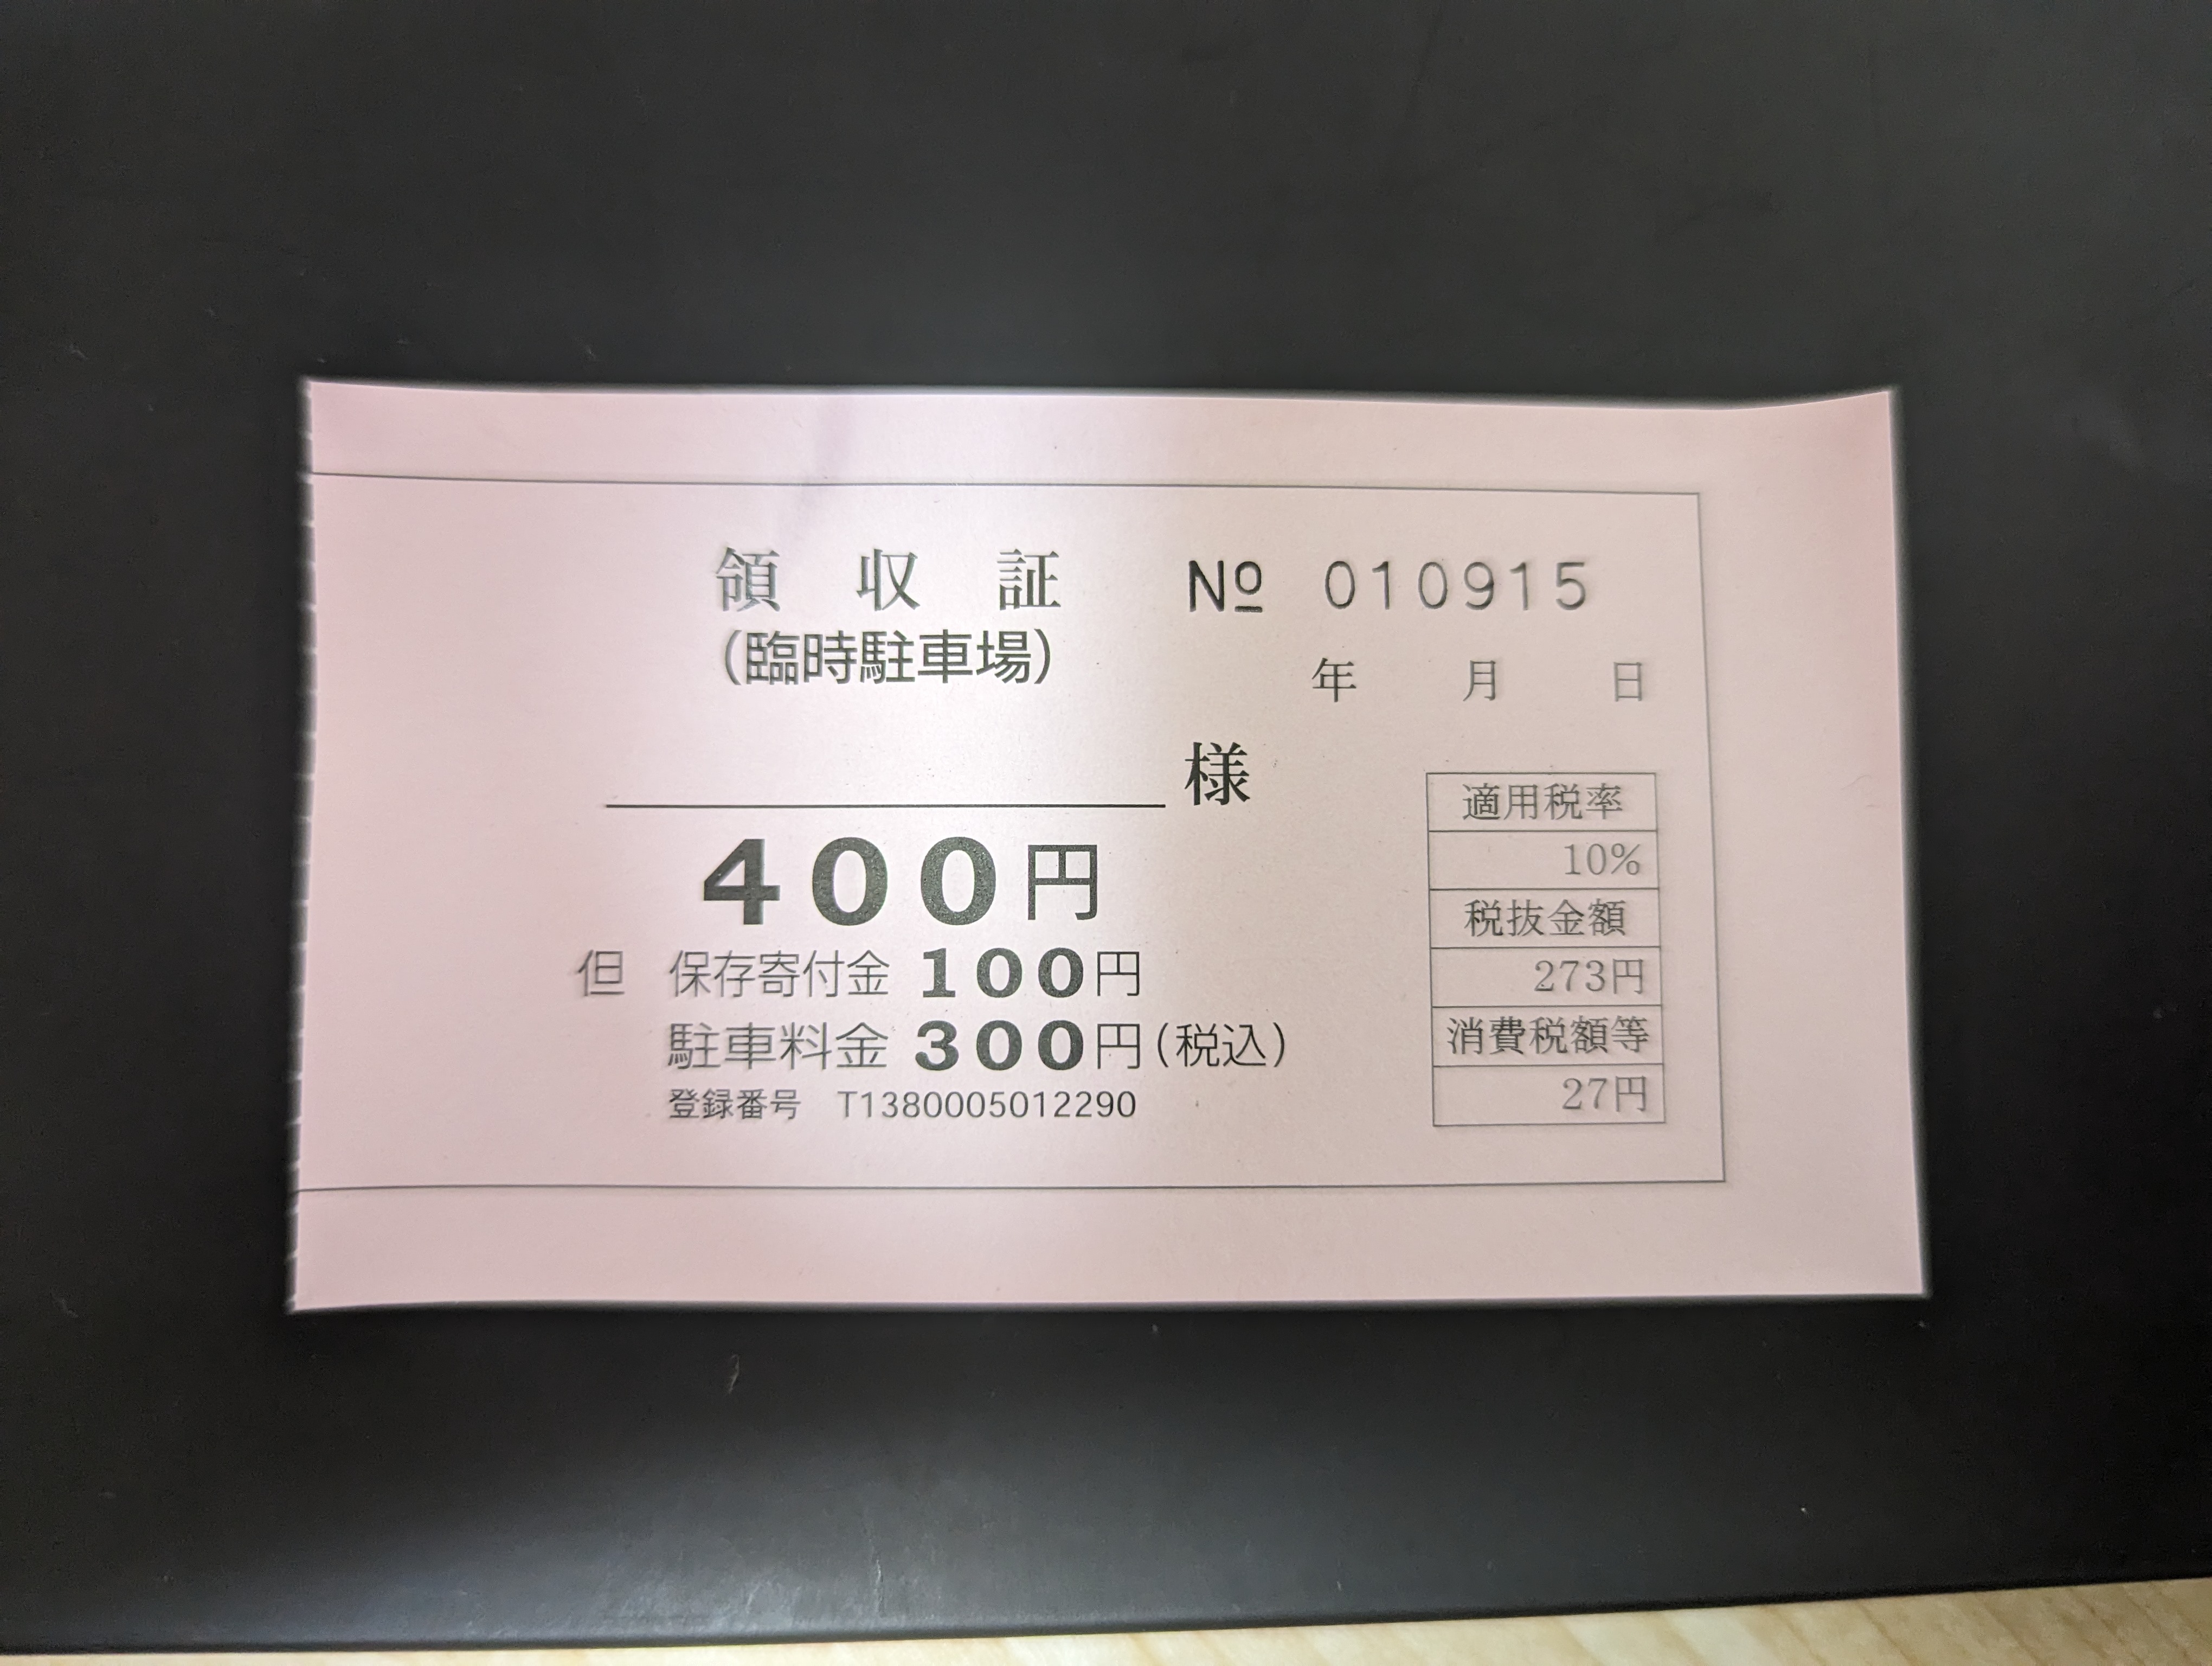 領収証 № 010915
(臨時駐車場)
年 月 日
様
400円
但 保存寄付金 100円
駐車料金 300円(税込)
登録番号 T1380005012290
適用税率
10%
税抜金額
273円
消費税額等
27円